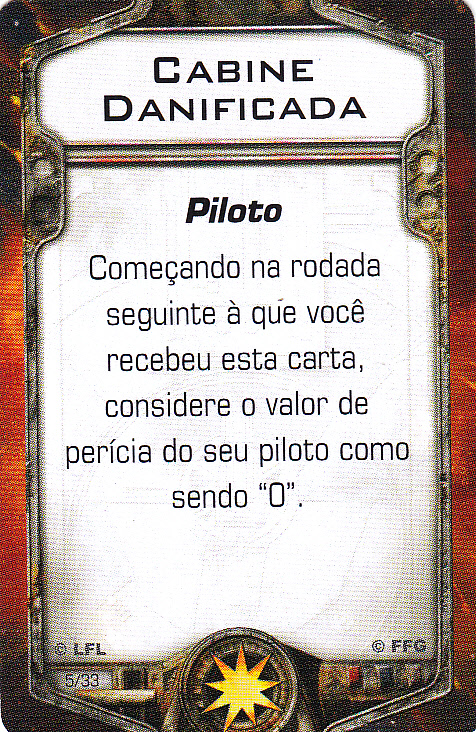 CABINE
DANIFICADA
Piloto
Começando na rodada
seguinte à que você
recebeu esta carta,
considere o valor de
perícia do seu piloto como
sendo “0”.
© LFL
© FFG
5/33